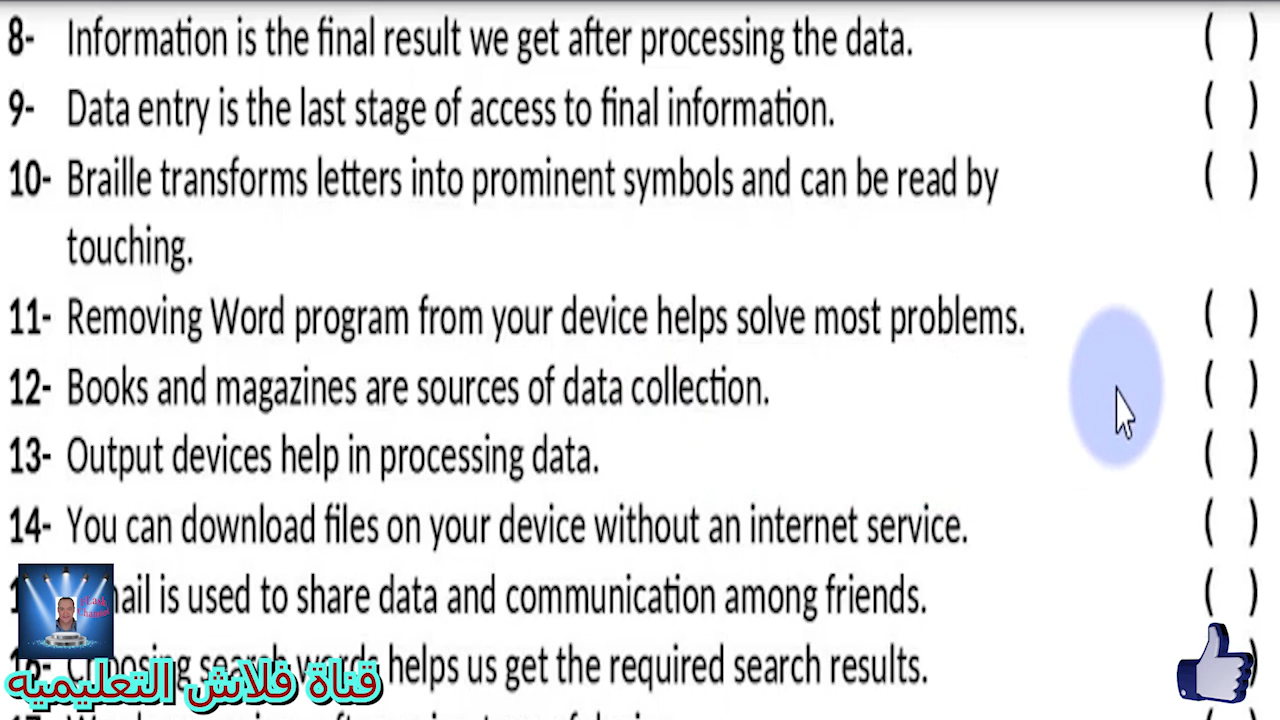 8- Information is the final result we get after processing the data. ( )
9- Data entry is the last stage of access to final information. ( )
10- Braille transforms letters into prominent symbols and can be read by ( )
touching.
11- Removing Word program from your device helps solve most problems. ( )
12- Books and magazines are sources of data collection. ( )
13- Output devices help in processing data. ( )
14- You can download files on your device without an internet service. ( )
is used to share data and communication among friends. ( )
helps us get the required search results.
قناة فلاش التعليمية